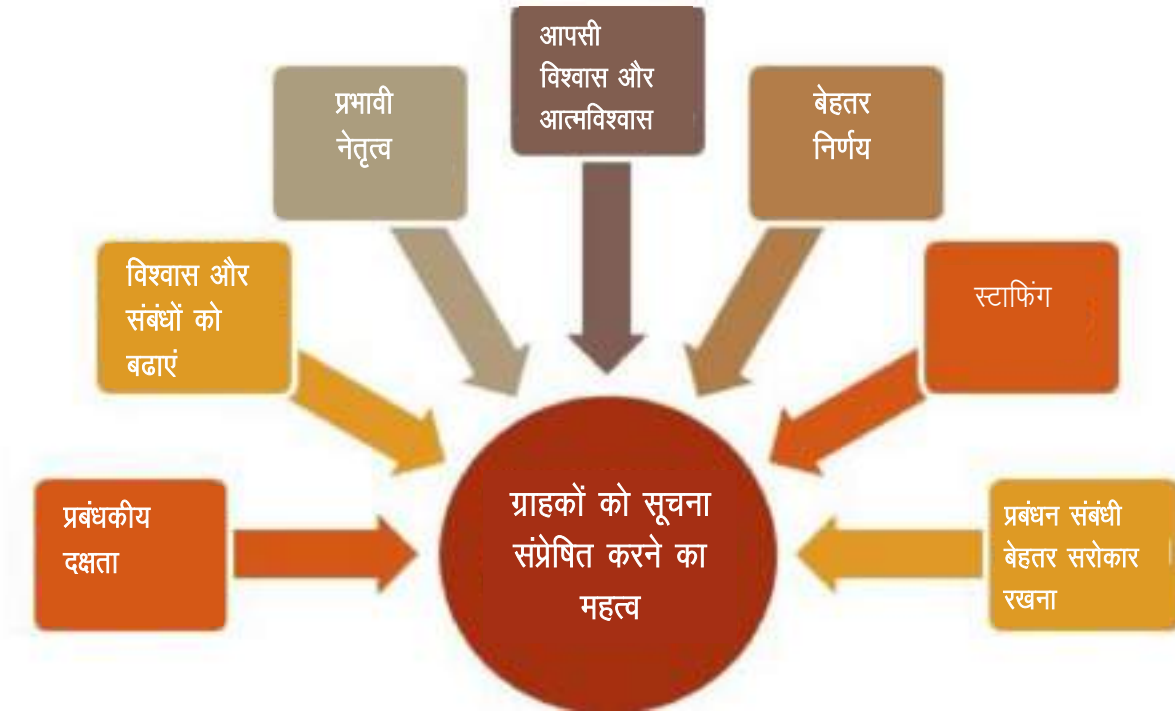 आपसी
विश्वास और
आत्मविश्वास
प्रभावी
नेतृत्व
बेहतर
निर्णय
विश्वास और
संबंधों को
बढाएं
स्टाफिंग
प्रबंधकीय
दक्षता
ग्राहकों को सूचना
संप्रेषित करने का
महत्व
प्रबंधन संबंधी
बेहतर सरोकार
रखना